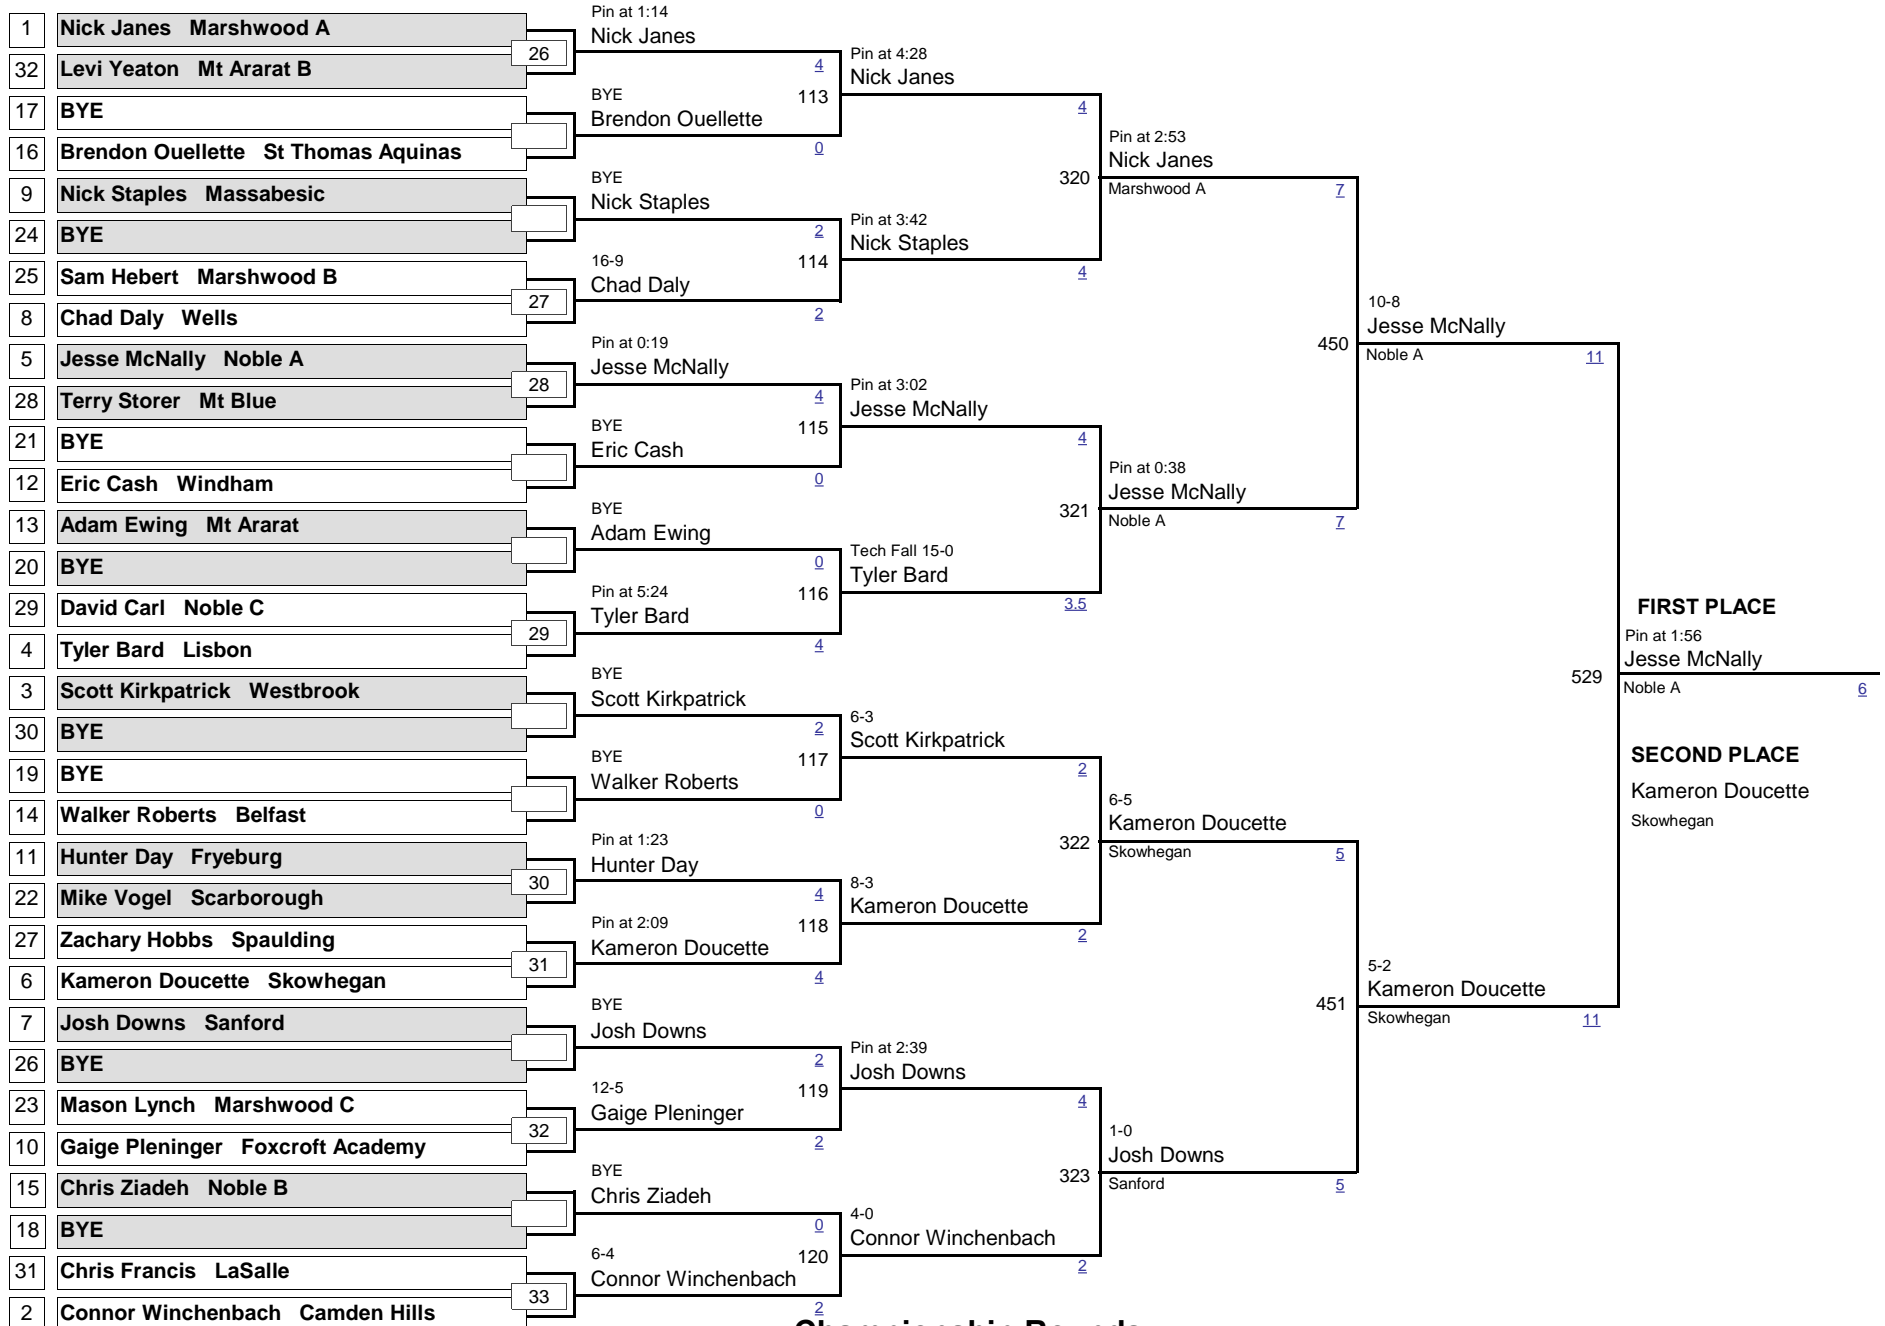 1 Nick Janes Marshwood A
32 Levi Yeaton Mt Ararat B
17 BYE
16 Brendon Ouellette St Thomas Aquinas
9 Nick Staples Massabesic
24 BYE
25 Sam Hebert Marshwood B
8 Chad Daly Wells
5 Jesse McNally Noble A
28 Terry Storer Mt Blue
21 BYE
12 Eric Cash Windham
13 Adam Ewing Mt Ararat
20 BYE
29 David Carl Noble C
4 Tyler Bard Lisbon
3 Scott Kirkpatrick Westbrook
30 BYE
19 BYE
14 Walker Roberts Belfast
11 Hunter Day Fryeburg
22 Mike Vogel Scarborough
27 Zachary Hobbs Spaulding
6 Kameron Doucette Skowhegan
7 Josh Downs Sanford
26 BYE
23 Mason Lynch Marshwood C
10 Gaige Pleninger Foxcroft Academy
15 Chris Ziadeh Noble B
18 BYE
31 Chris Francis LaSalle
2 Connor Winchenbach Camden Hills
26
27
28
29
30
31
32
33
Pin at 1:14
Nick Janes
4
113
BYE
Brendon Ouellette
0
BYE
Nick Staples
2
114
16-9
Chad Daly
2
Pin at 0:19
Jesse McNally
4
115
BYE
Eric Cash
0
BYE
Adam Ewing
0
116
Pin at 5:24
Tyler Bard
4
BYE
Scott Kirkpatrick
2
117
BYE
Walker Roberts
0
Pin at 1:23
Hunter Day
4
118
Pin at 2:09
Kameron Doucette
4
BYE
Josh Downs
2
119
12-5
Gaige Pleninger
2
BYE
Chris Ziadeh
0
120
6-4
Connor Winchenbach
2
Pin at 4:28
Nick Janes
4
320
Pin at 3:42
Nick Staples
4
Pin at 3:02
Jesse McNally
4
321
Tech Fall 15-0
Tyler Bard
3.5
6-3
Scott Kirkpatrick
2
322
8-3
Kameron Doucette
2
Pin at 2:39
Josh Downs
4
323
4-0
Connor Winchenbach
2
Pin at 2:53
Nick Janes
Marshwood A
7
450
Pin at 0:38
Jesse McNally
Noble A
7
6-5
Kameron Doucette
Skowhegan
5
451
1-0
Josh Downs
Sanford
5
10-8
Jesse McNally
Noble A
11
529
5-2
Kameron Doucette
Skowhegan
11
FIRST PLACE
Pin at 1:56
Jesse McNally
Noble A
6
SECOND PLACE
Kameron Doucette
Skowhegan
Championship Rounds